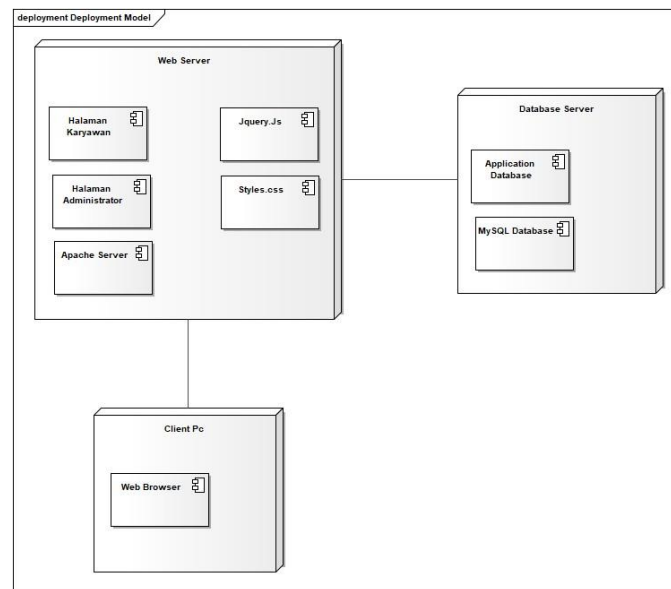 deployment Deployment Model
Web Server
Halaman
Karyawan
Jquery.Js
Halaman
Administrator
Styles.css
Apache Server
Database Server
Application
Database
MySQL Database
Client Pc
Web Browser